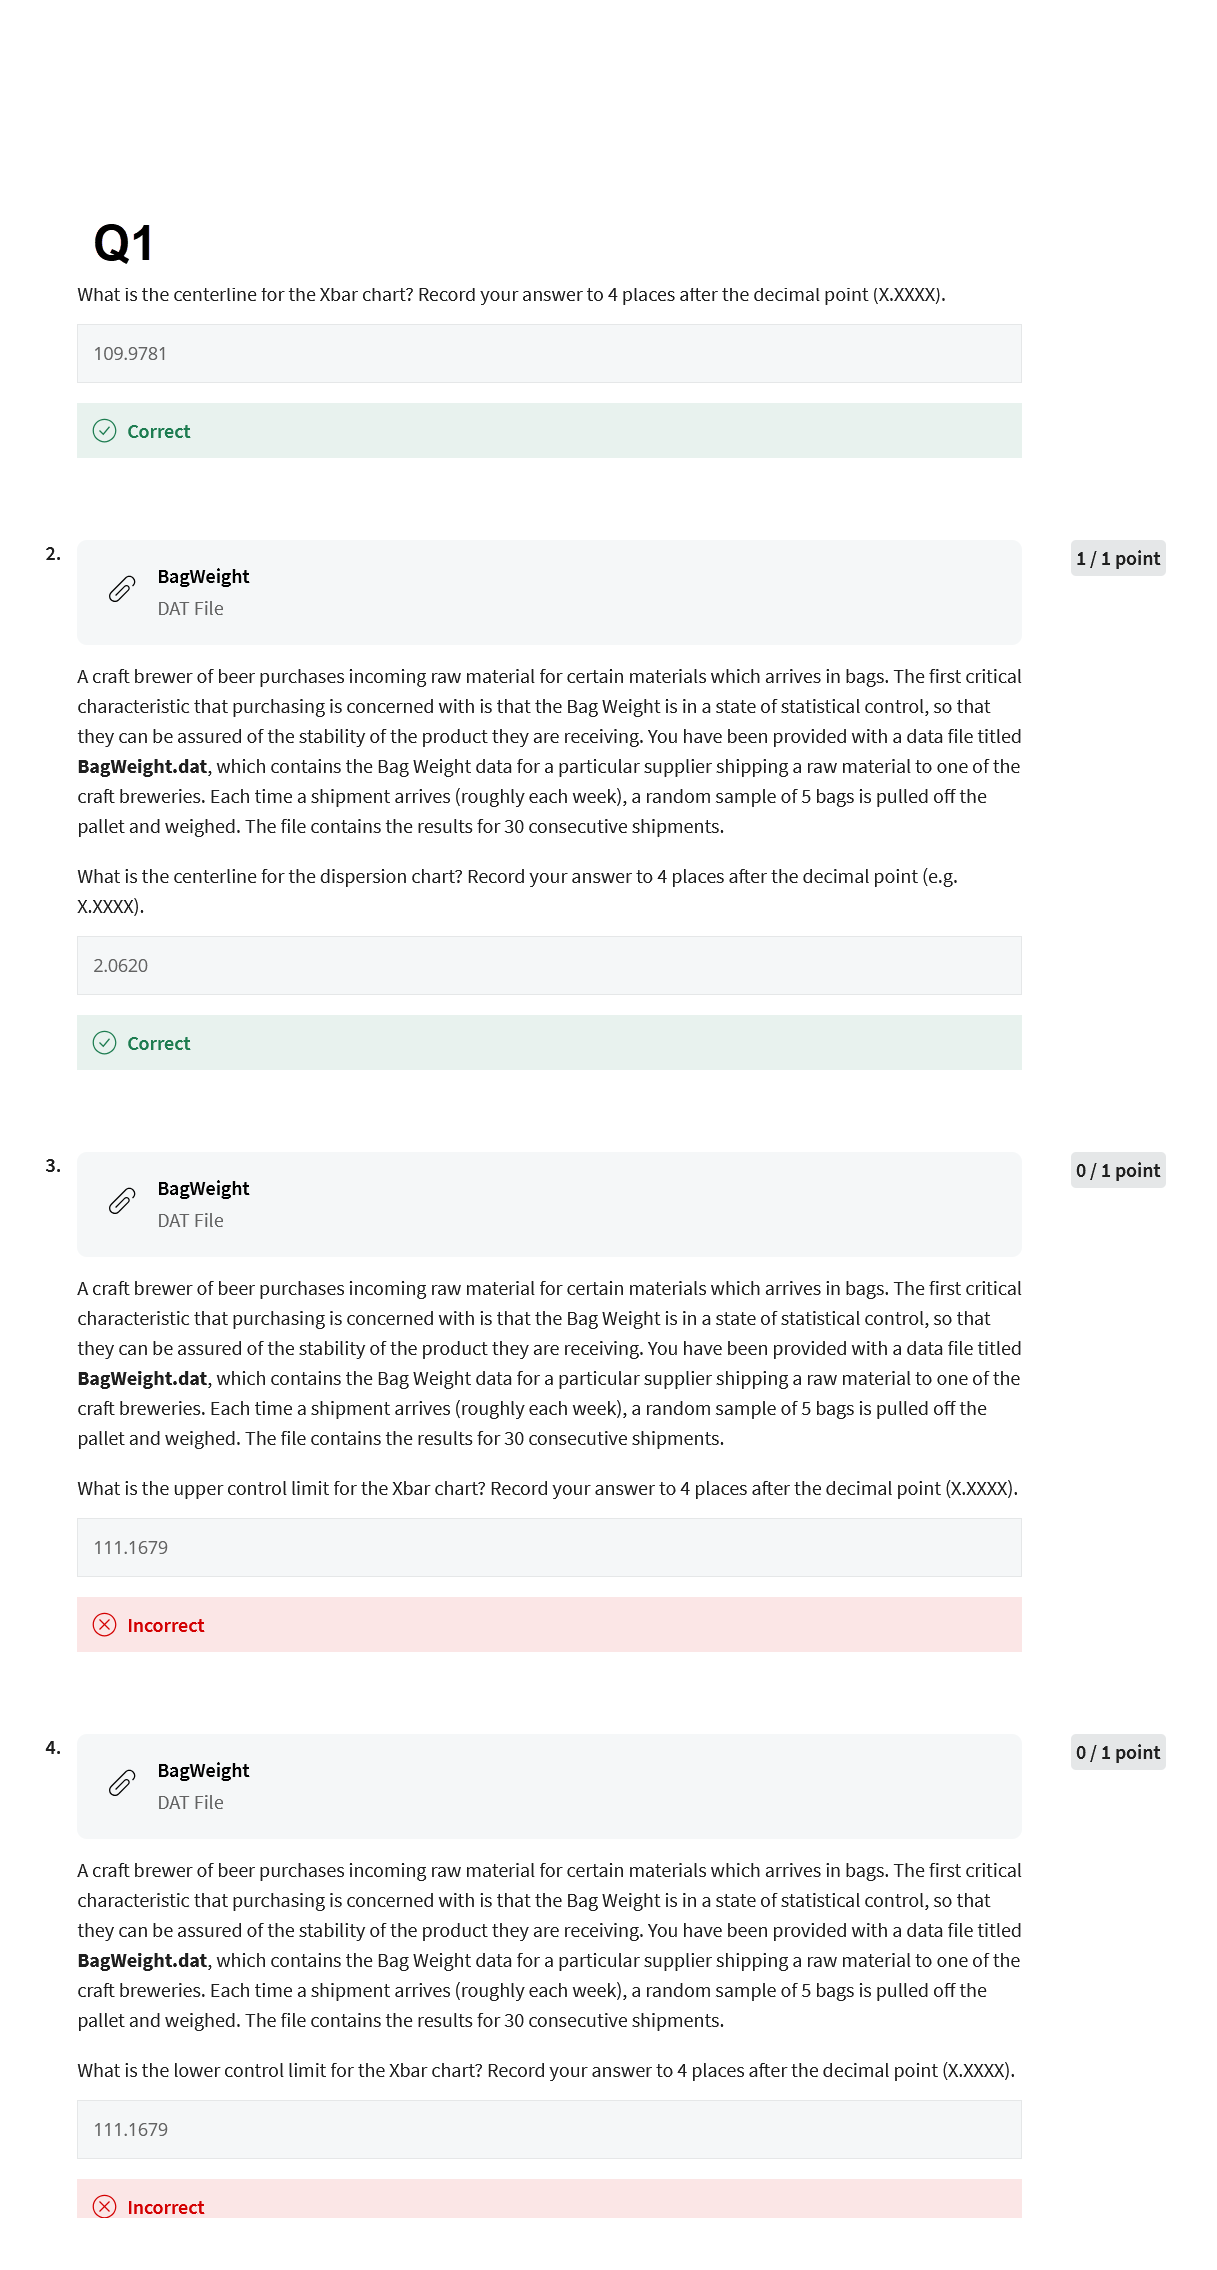 Q1
What is the centerline for the Xbar chart? Record your answer to 4 places after the decimal point (X.XXXX).
109.9781
Correct
2.
1 / 1 point
BagWeight
DAT File
A craft brewer of beer purchases incoming raw material for certain materials which arrives in bags. The first critical
characteristic that purchasing is concerned with is that the Bag Weight is in a state of statistical control, so that
they can be assured of the stability of the product they are receiving. You have been provided with a data file titled
BagWeight.dat, which contains the Bag Weight data for a particular supplier shipping a raw material to one of the
craft breweries. Each time a shipment arrives (roughly each week), a random sample of 5 bags is pulled off the
pallet and weighed. The file contains the results for 30 consecutive shipments.
What is the centerline for the dispersion chart? Record your answer to 4 places after the decimal point (e.g.
X.XXXX).
2.0620
Correct
3.
0 / 1 point
BagWeight
DAT File
A craft brewer of beer purchases incoming raw material for certain materials which arrives in bags. The first critical
characteristic that purchasing is concerned with is that the Bag Weight is in a state of statistical control, so that
they can be assured of the stability of the product they are receiving. You have been provided with a data file titled
BagWeight.dat, which contains the Bag Weight data for a particular supplier shipping a raw material to one of the
craft breweries. Each time a shipment arrives (roughly each week), a random sample of 5 bags is pulled off the
pallet and weighed. The file contains the results for 30 consecutive shipments.
What is the upper control limit for the Xbar chart? Record your answer to 4 places after the decimal point (X.XXXX).
111.1679
Incorrect
4.
0 / 1 point
BagWeight
DAT File
A craft brewer of beer purchases incoming raw material for certain materials which arrives in bags. The first critical
characteristic that purchasing is concerned with is that the Bag Weight is in a state of statistical control, so that
they can be assured of the stability of the product they are receiving. You have been provided with a data file titled
BagWeight.dat, which contains the Bag Weight data for a particular supplier shipping a raw material to one of the
craft breweries. Each time a shipment arrives (roughly each week), a random sample of 5 bags is pulled off the
pallet and weighed. The file contains the results for 30 consecutive shipments.
What is the lower control limit for the Xbar chart? Record your answer to 4 places after the decimal point (X.XXXX).
111.1679
Incorrect